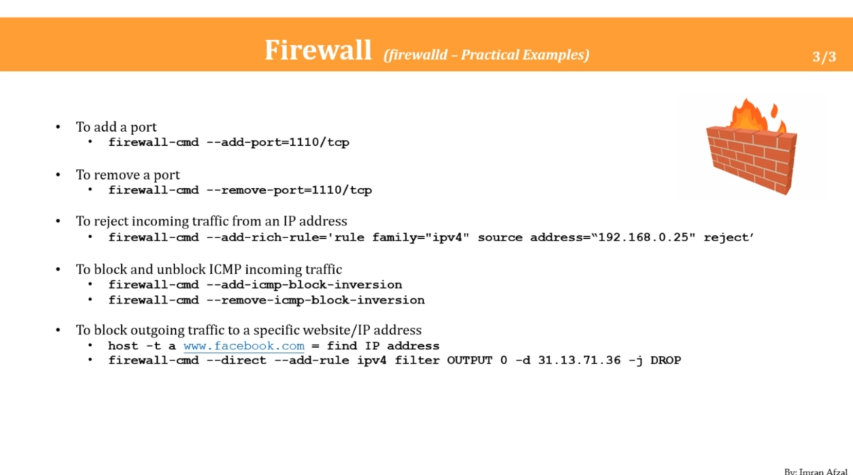 Firewall (firewalld – Practical Examples) 3/3
• To add a port
• firewall-cmd --add-port=1110/tcp
• To remove a port
• firewall-cmd --remove-port=1110/tcp
• To reject incoming traffic from an IP address
• firewall-cmd --add-rich-rule='rule family="ipv4" source address=“192.168.0.25" reject’
• To block and unblock ICMP incoming traffic
• firewall-cmd --add-icmp-block-inversion
• firewall-cmd --remove-icmp-block-inversion
• To block outgoing traffic to a specific website/IP address
• host -t a www.facebook.com = find IP address
• firewall-cmd --direct --add-rule ipv4 filter OUTPUT 0 -d 31.13.71.36 -j DROP
By: Imran Afzal